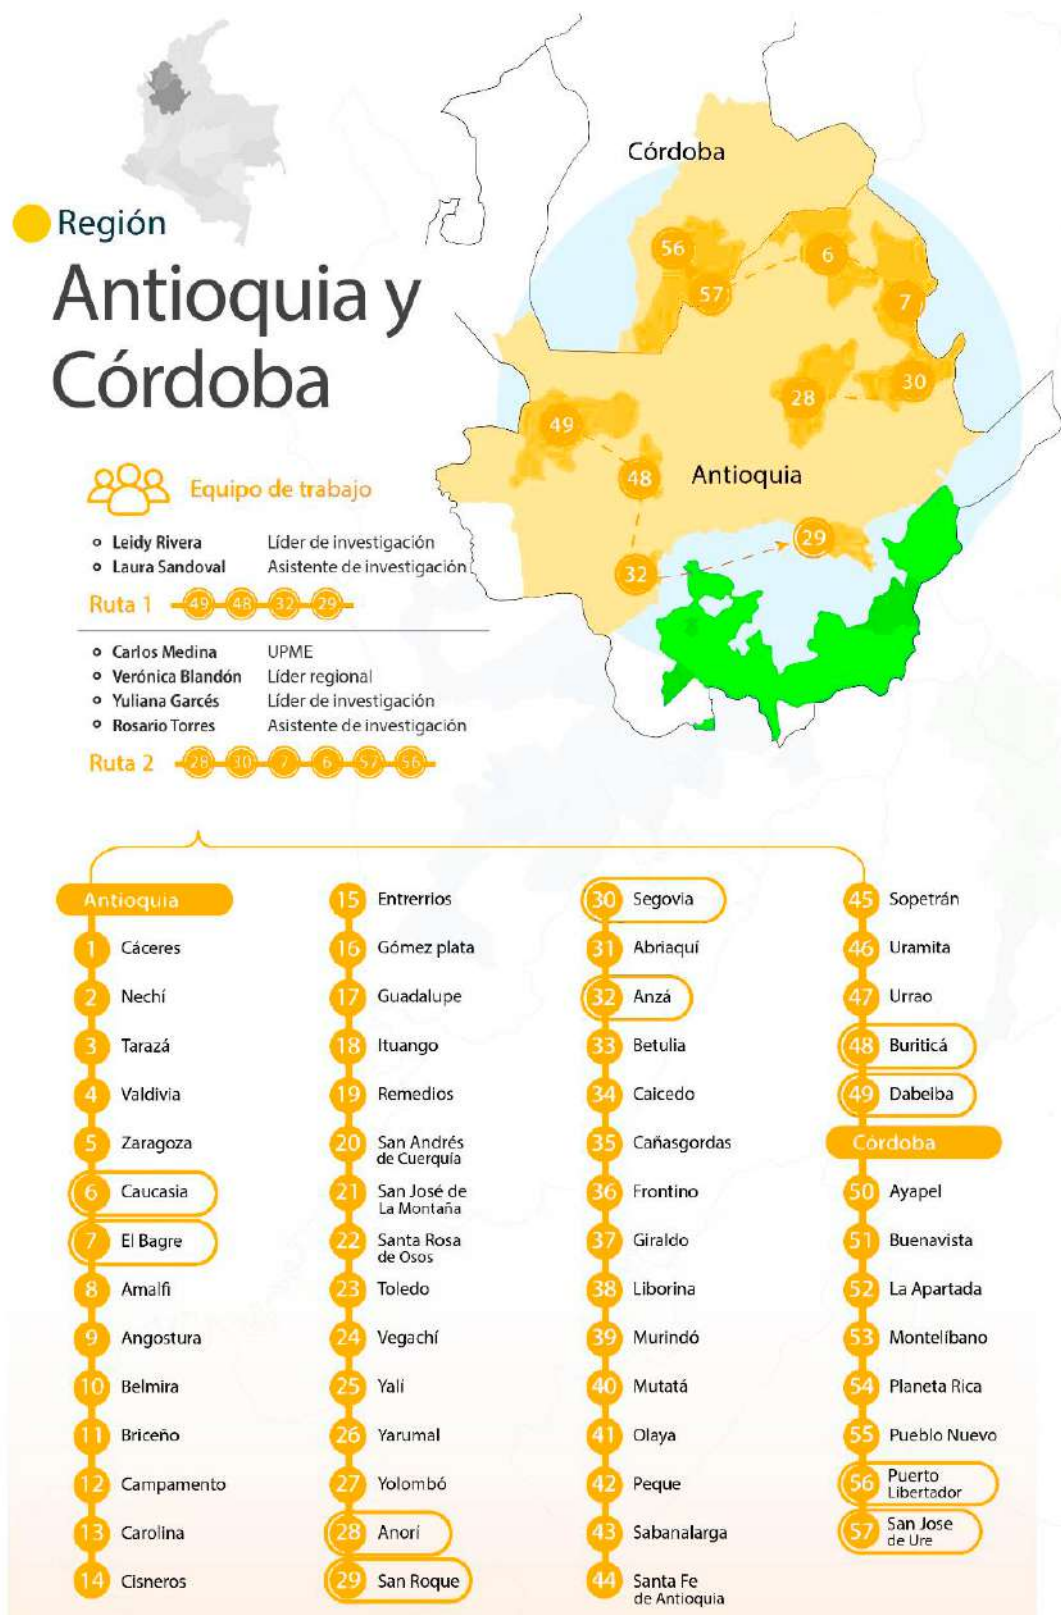 Región
Antioquia y
Córdoba
Córdoba
56
6
57
7
30
28
49
48
Antioquia
29
32
Equipo de trabajo
Leidy Rivera Líder de investigación
Laura Sandoval Asistente de investigación
Ruta 1 49 48 32 29
Carlos Medina UPME
Verónica Blandón Líder regional
Yuliana Garcés Líder de investigación
Rosario Torres Asistente de investigación
Ruta 2 28 30 7 6 57 56
Antioquia
1 Cáceres
2 Nechí
3 Tarazá
4 Valdivia
5 Zaragoza
6 Caucasia
7 El Bagre
8 Amalfi
9 Angostura
10 Belmira
11 Briceño
12 Campamento
13 Carolina
14 Cisneros
15 Entrerrios
16 Gómez plata
17 Guadalupe
18 Ituango
19 Remedios
20 San Andrés
de Cuerquía
21 San José de
La Montaña
22 Santa Rosa
de Osos
23 Toledo
24 Vegachí
25 Yalí
26 Yarumal
27 Yolombó
28 Anorí
29 San Roque
30 Segovia
31 Abriaquí
32 Anzá
33 Betulia
34 Caicedo
35 Cañasgordas
36 Frontino
37 Giraldo
38 Liborina
39 Murindó
40 Mutatá
41 Olaya
42 Peque
43 Sabanalarga
44 Santa Fe
de Antioquia
45 Sopetrán
46 Uramita
47 Urrao
48 Buriticá
49 Dabeiba
Córdoba
50 Ayapel
51 Buenavista
52 La Apartada
53 Montelíbano
54 Planeta Rica
55 Pueblo Nuevo
56 Puerto
Libertador
57 San Jose
de Ure